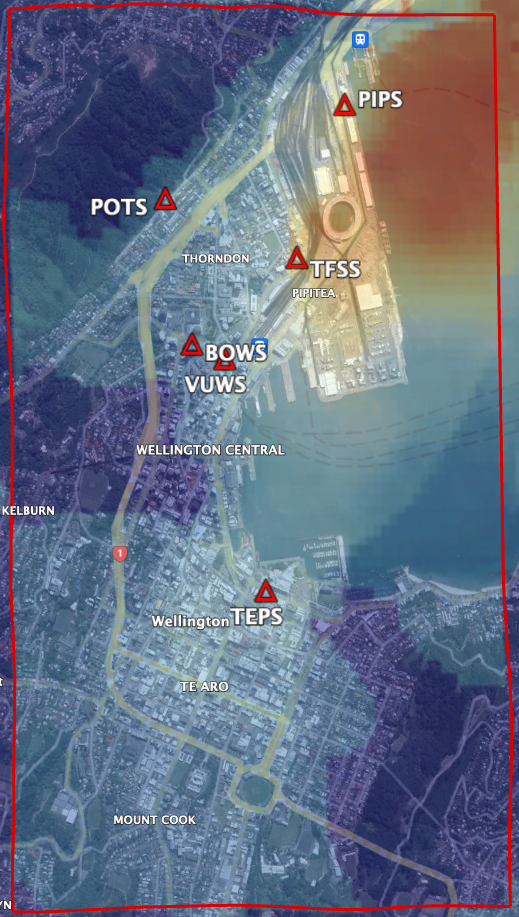 PIPS
POTS
THORNDON
TFSS
PIPITEA
BOWS
VUWS
WELLINGTON CENTRAL
KELBURN
1
TEPS
Wellington
TE ARO
MOUNT COOK